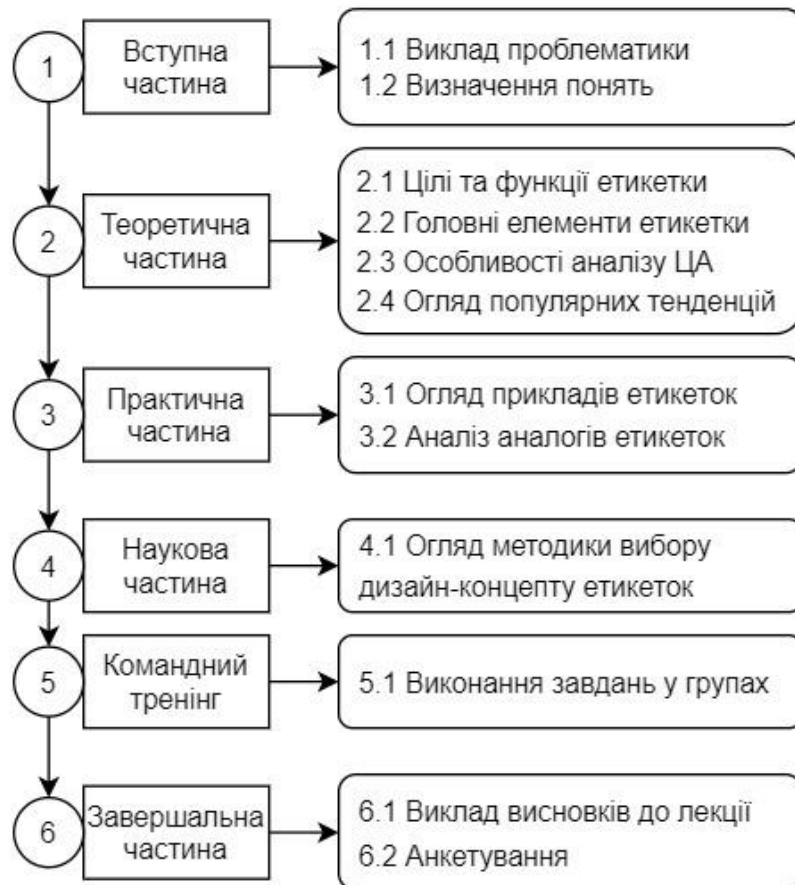 1
Вступна
частина
1.1 Виклад проблематики
1.2 Визначення понять
2
Теоретична
частина
2.1 Цілі та функції етикетки
2.2 Головні елементи етикетки
2.3 Особливості аналізу ЦА
2.4 Огляд популярних тенденцій
3
Практична
частина
3.1 Огляд прикладів етикеток
3.2 Аналіз аналогів етикеток
4
Наукова
частина
4.1 Огляд методики вибору
дизайн-концепту етикеток
5
Командний
тренінг
5.1 Виконання завдань у групах
6
Завершальна
частина
6.1 Виклад висновків до лекції
6.2 Анкетування